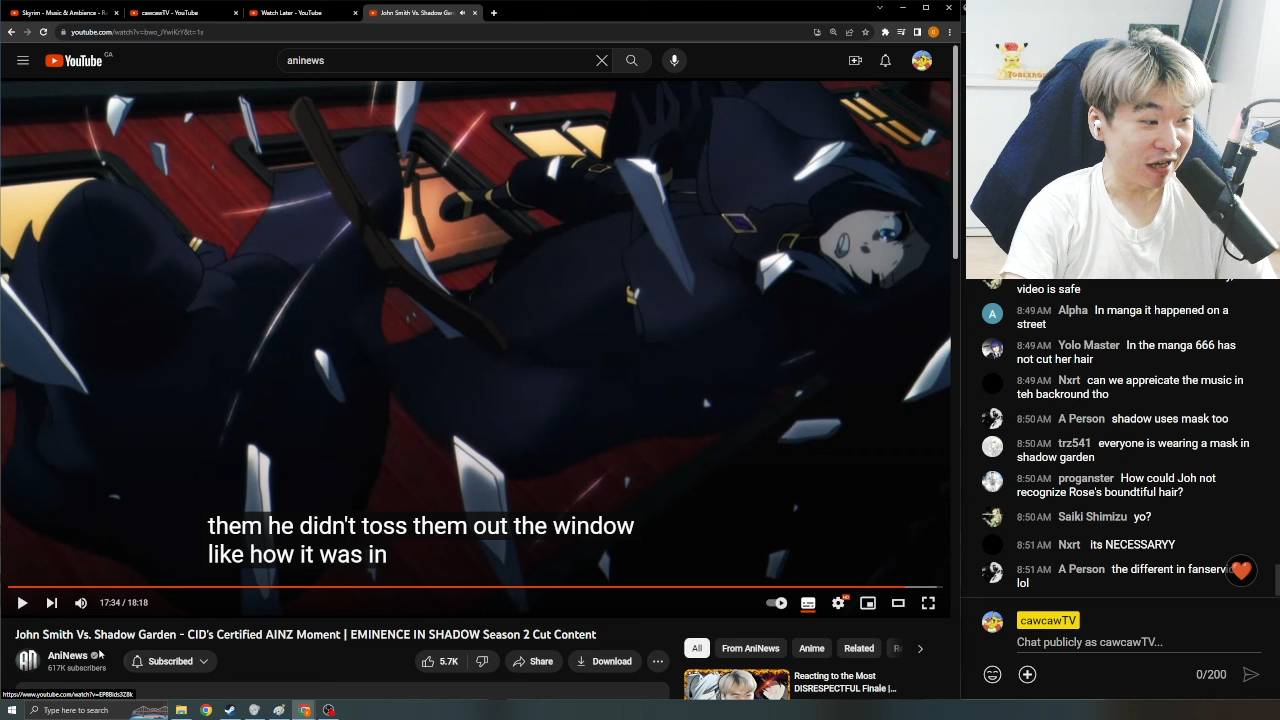 Skyrim - Music & Ambience - R
cawcawTV - YouTube
Watch Later - YouTube
John Smith Vs. Shadow Gar
YouTube CA
aninews
them he didn't toss them out the window
like how it was in
17:34 / 18:18
HD
John Smith Vs. Shadow Garden - CID's Certified AINZ Moment | EMINENCE IN SHADOW Season 2 Cut Content
AniNews
617K subscribers
Subscribed
5.7K
Share
Download
All
From AniNews
Anime
Related
Reacting to the Most
DISRESPECTFUL Finale |...
Type here to search
video is safe
A
8:49 AM Alpha In manga it happened on a
street
8:49 AM Yolo Master In the manga 666 has
not cut her hair
8:49 AM Nxrt can we appreicate the music in
teh backround tho
8:50 AM A Person shadow uses mask too
8:50 AM trz541 everyone is wearing a mask in
shadow garden
8:50 AM proganster How could Joh not
recognize Rose's boundtiful hair?
8:50 AM Saiki Shimizu yo?
8:51 AM Nxrt its NECESSARYY
8:51 AM A Person the different in fanservi
lol
cawcawTV
Chat publicly as cawcawTV...
0/200